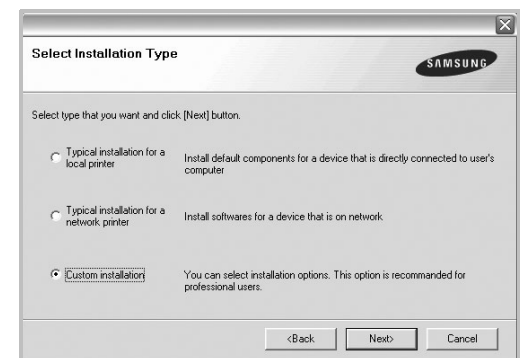 Select Installation Type
SAMSUNG
Select type that you want and click [Next] button.
Typical installation for a
local printer
Install default components for a device that is directly connected to user's
computer
Typical installation for a
network printer
Install softwares for a device that is on network
Custom installation
You can select installation options. This option is recommanded for
professional users.
<Back
Next>
Cancel